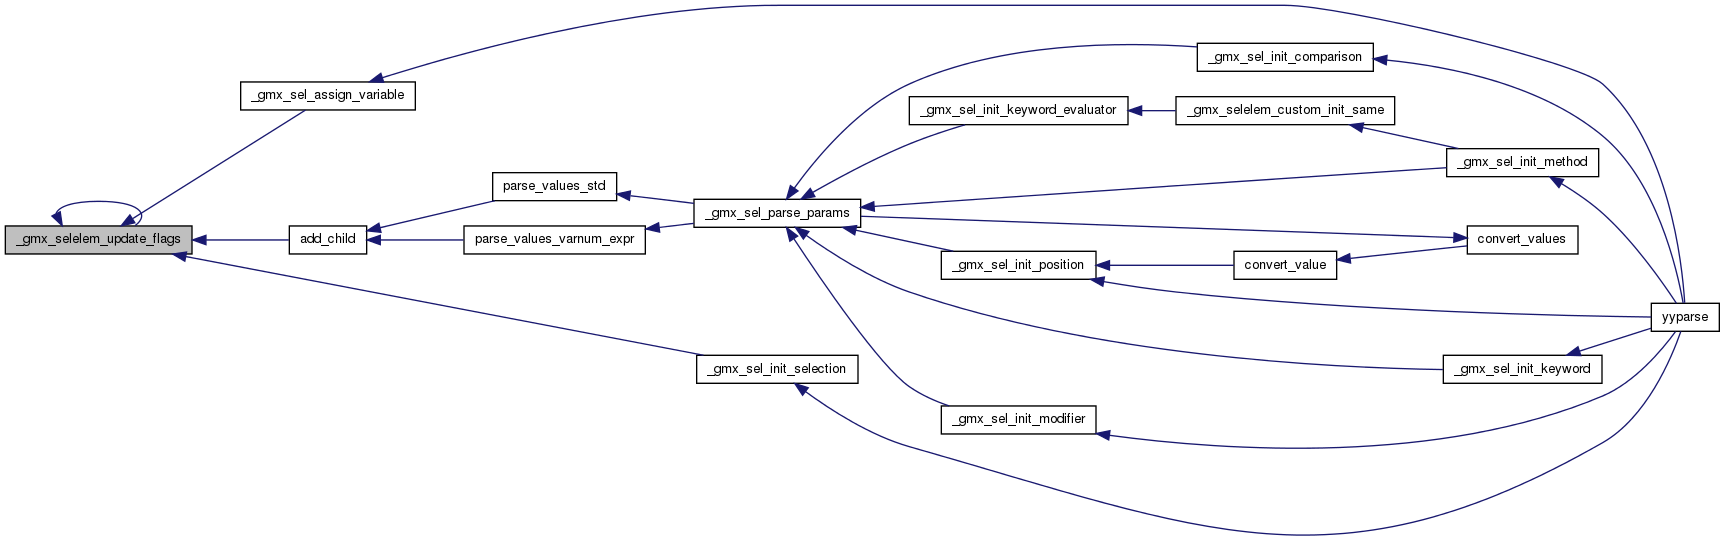 _gmx_sel_init_comparison
_gmx_sel_assign_variable
_gmx_sel_init_keyword_evaluator
_gmx_selelem_custom_init_same
_gmx_sel_init_method
parse_values_std
_gmx_sel_parse_params
_gmx_selelem_update_flags
add_child
parse_values_varnum_expr
convert_values
_gmx_sel_init_position
convert_value
yyparse
_gmx_sel_init_selection
_gmx_sel_init_keyword
_gmx_sel_init_modifier